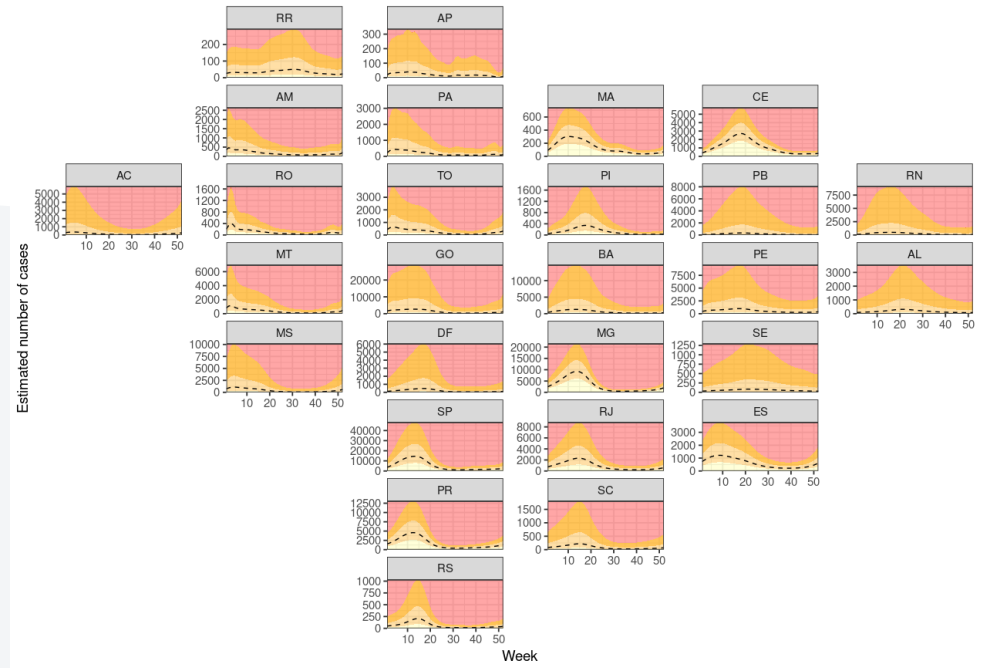 RR AP
200 300
100 200
0 100
0
AM PA MA CE
2500 3000 600 5000
2000 2000 400 4000
1500 1000 200 3000
1000 0 0 2000
500 1000
0 0
AC RO TO PI PB RN
5000 1600 3000 1600 8000 7500
4000 1200 2000 1200 6000 5000
3000 800 1000 800 4000 2500
2000 400 0 400 2000 0
1000 0 0 0
0
10 20 30 40 50
MT GO BA PE AL
6000 20000 10000 7500 3000
4000 10000 5000 5000 2000
2000 0 0 2500 1000
0 0 0
10 20 30 40 50
MS DF MG SE
10000 6000 20000 1250
7500 5000 15000 1000
5000 4000 10000 750
2500 3000 5000 500
0 2000 0 250
1000 0
0
10 20 30 40 50
SP RJ ES
40000 8000 3000
30000 6000 2000
20000 4000 1000
10000 2000 0
0 0
10 20 30 40 50
PR SC
12500 1500
10000 1000
7500 500
5000 0
2500
0
10 20 30 40 50
RS
1000
750
500
250
0
10 20 30 40 50
Week
Estimated number of cases